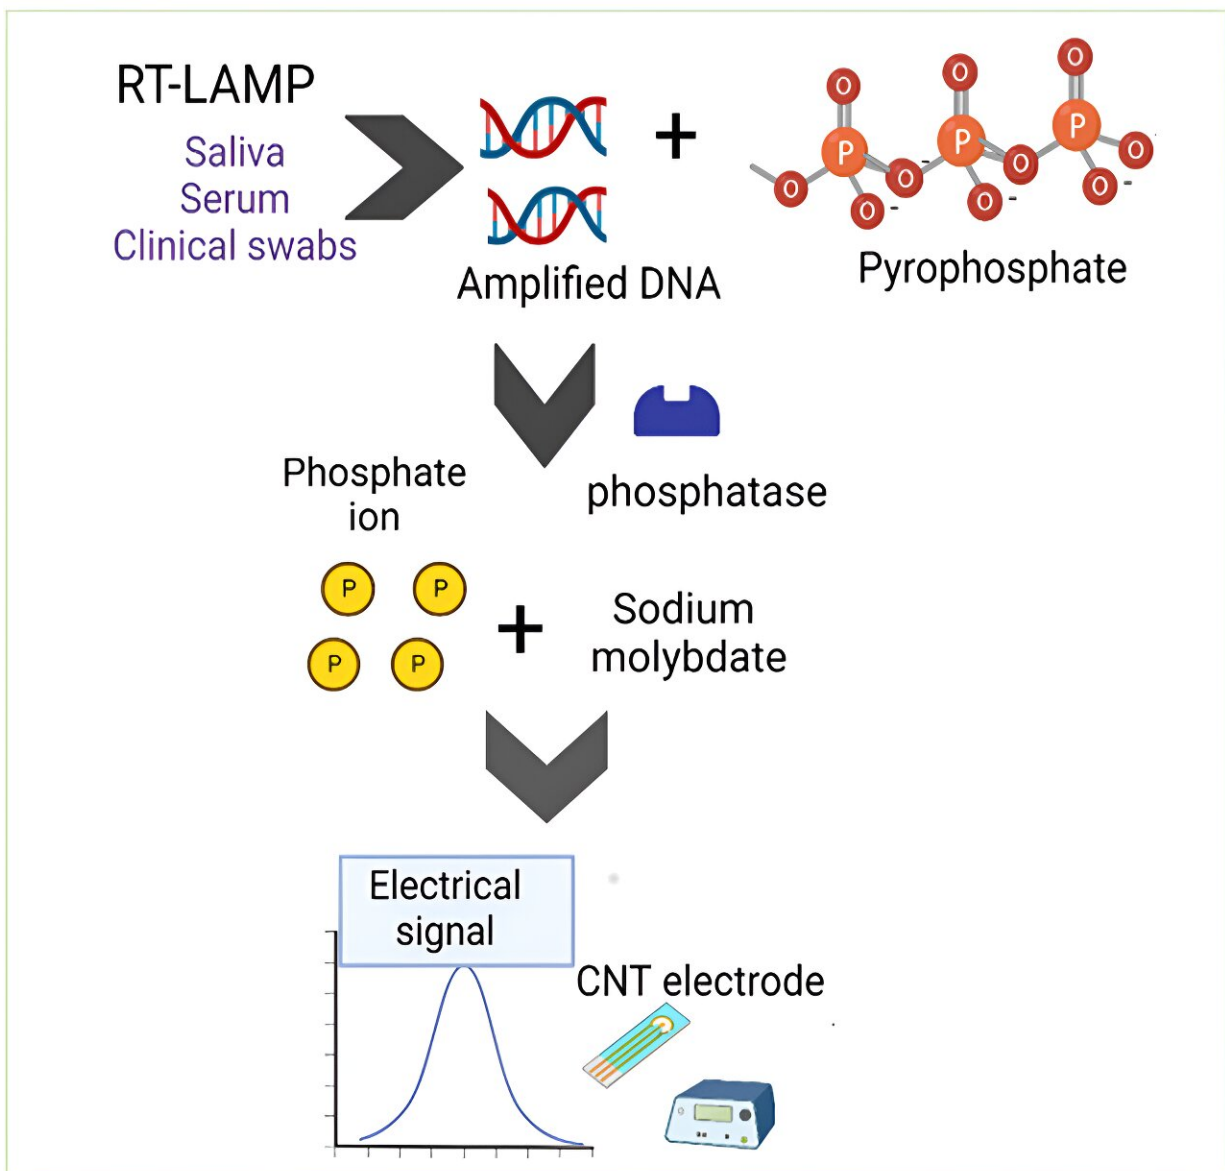 RT-LAMP
Saliva
Serum
Clinical swabs
+
O
O
O
P
P
P
O
O
O
O
O -
O -
O -
-
Amplified DNA
Pyrophosphate
phosphatase
Phosphate
ion
P
P
P
P
+
Sodium
molybdate
Electrical
signal
CNT electrode